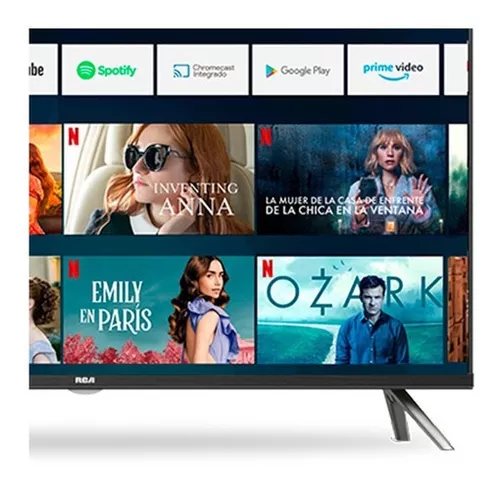 Spotify
Chromecast
Integrado
Google Play
prime video
N
INVENTING
ANNA
N
LA MUJER DE LA CASA DE ENFRENTE
DE LA CHICA EN LA VENTANA
N
EMILY
EN PARÍS
N
OZARK
RCA